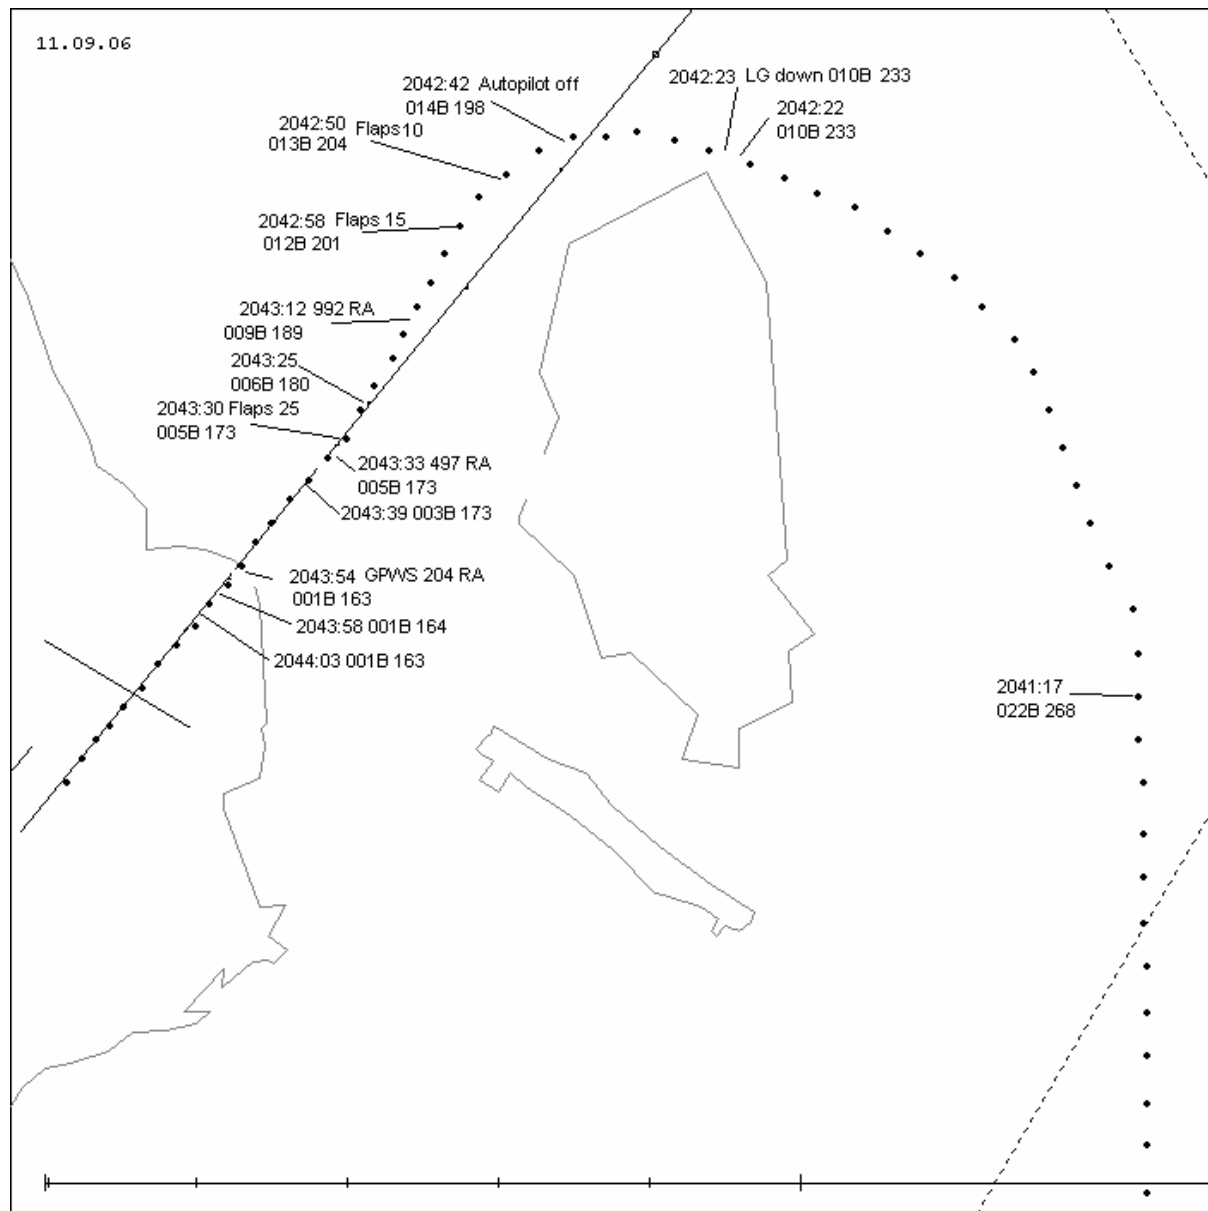 11.09.06
2042:42 Autopilot off
014B 198
2042:23 LG down 010B 233
2042:22
010B 233
2042:50 Flaps10
013B 204
2042:58 Flaps 15
012B 201
2043:12 992 RA
009B 189
2043:25
006B 180
2043:30 Flaps 25
005B 173
2043:33 497 RA
005B 173
2043:39 003B 173
2043:54 GPWS 204 RA
001B 163
2043:58 001B 164
2044:03 001B 163
2041:17
022B 268